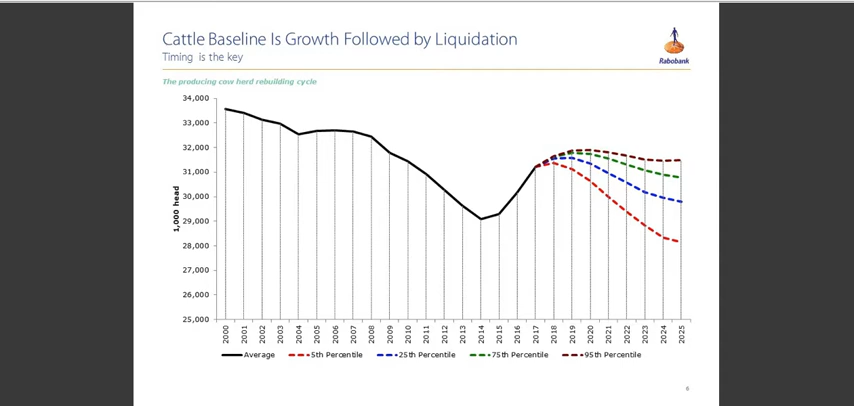 Cattle Baseline Is Growth Followed by Liquidation
Timing is the key
Rabobank
The producing cow herd rebuilding cycle
34,000
33,000
32,000
31,000
30,000
29,000
28,000
27,000
26,000
25,000
1,000 head
2000 2001 2002 2003 2004 2005 2006 2007 2008 2009 2010 2011 2012 2013 2014 2015 2016 2017 2018 2019 2020 2021 2022 2023 2024 2025
Average 5th Percentile 25th Percentile 75th Percentile 95th Percentile